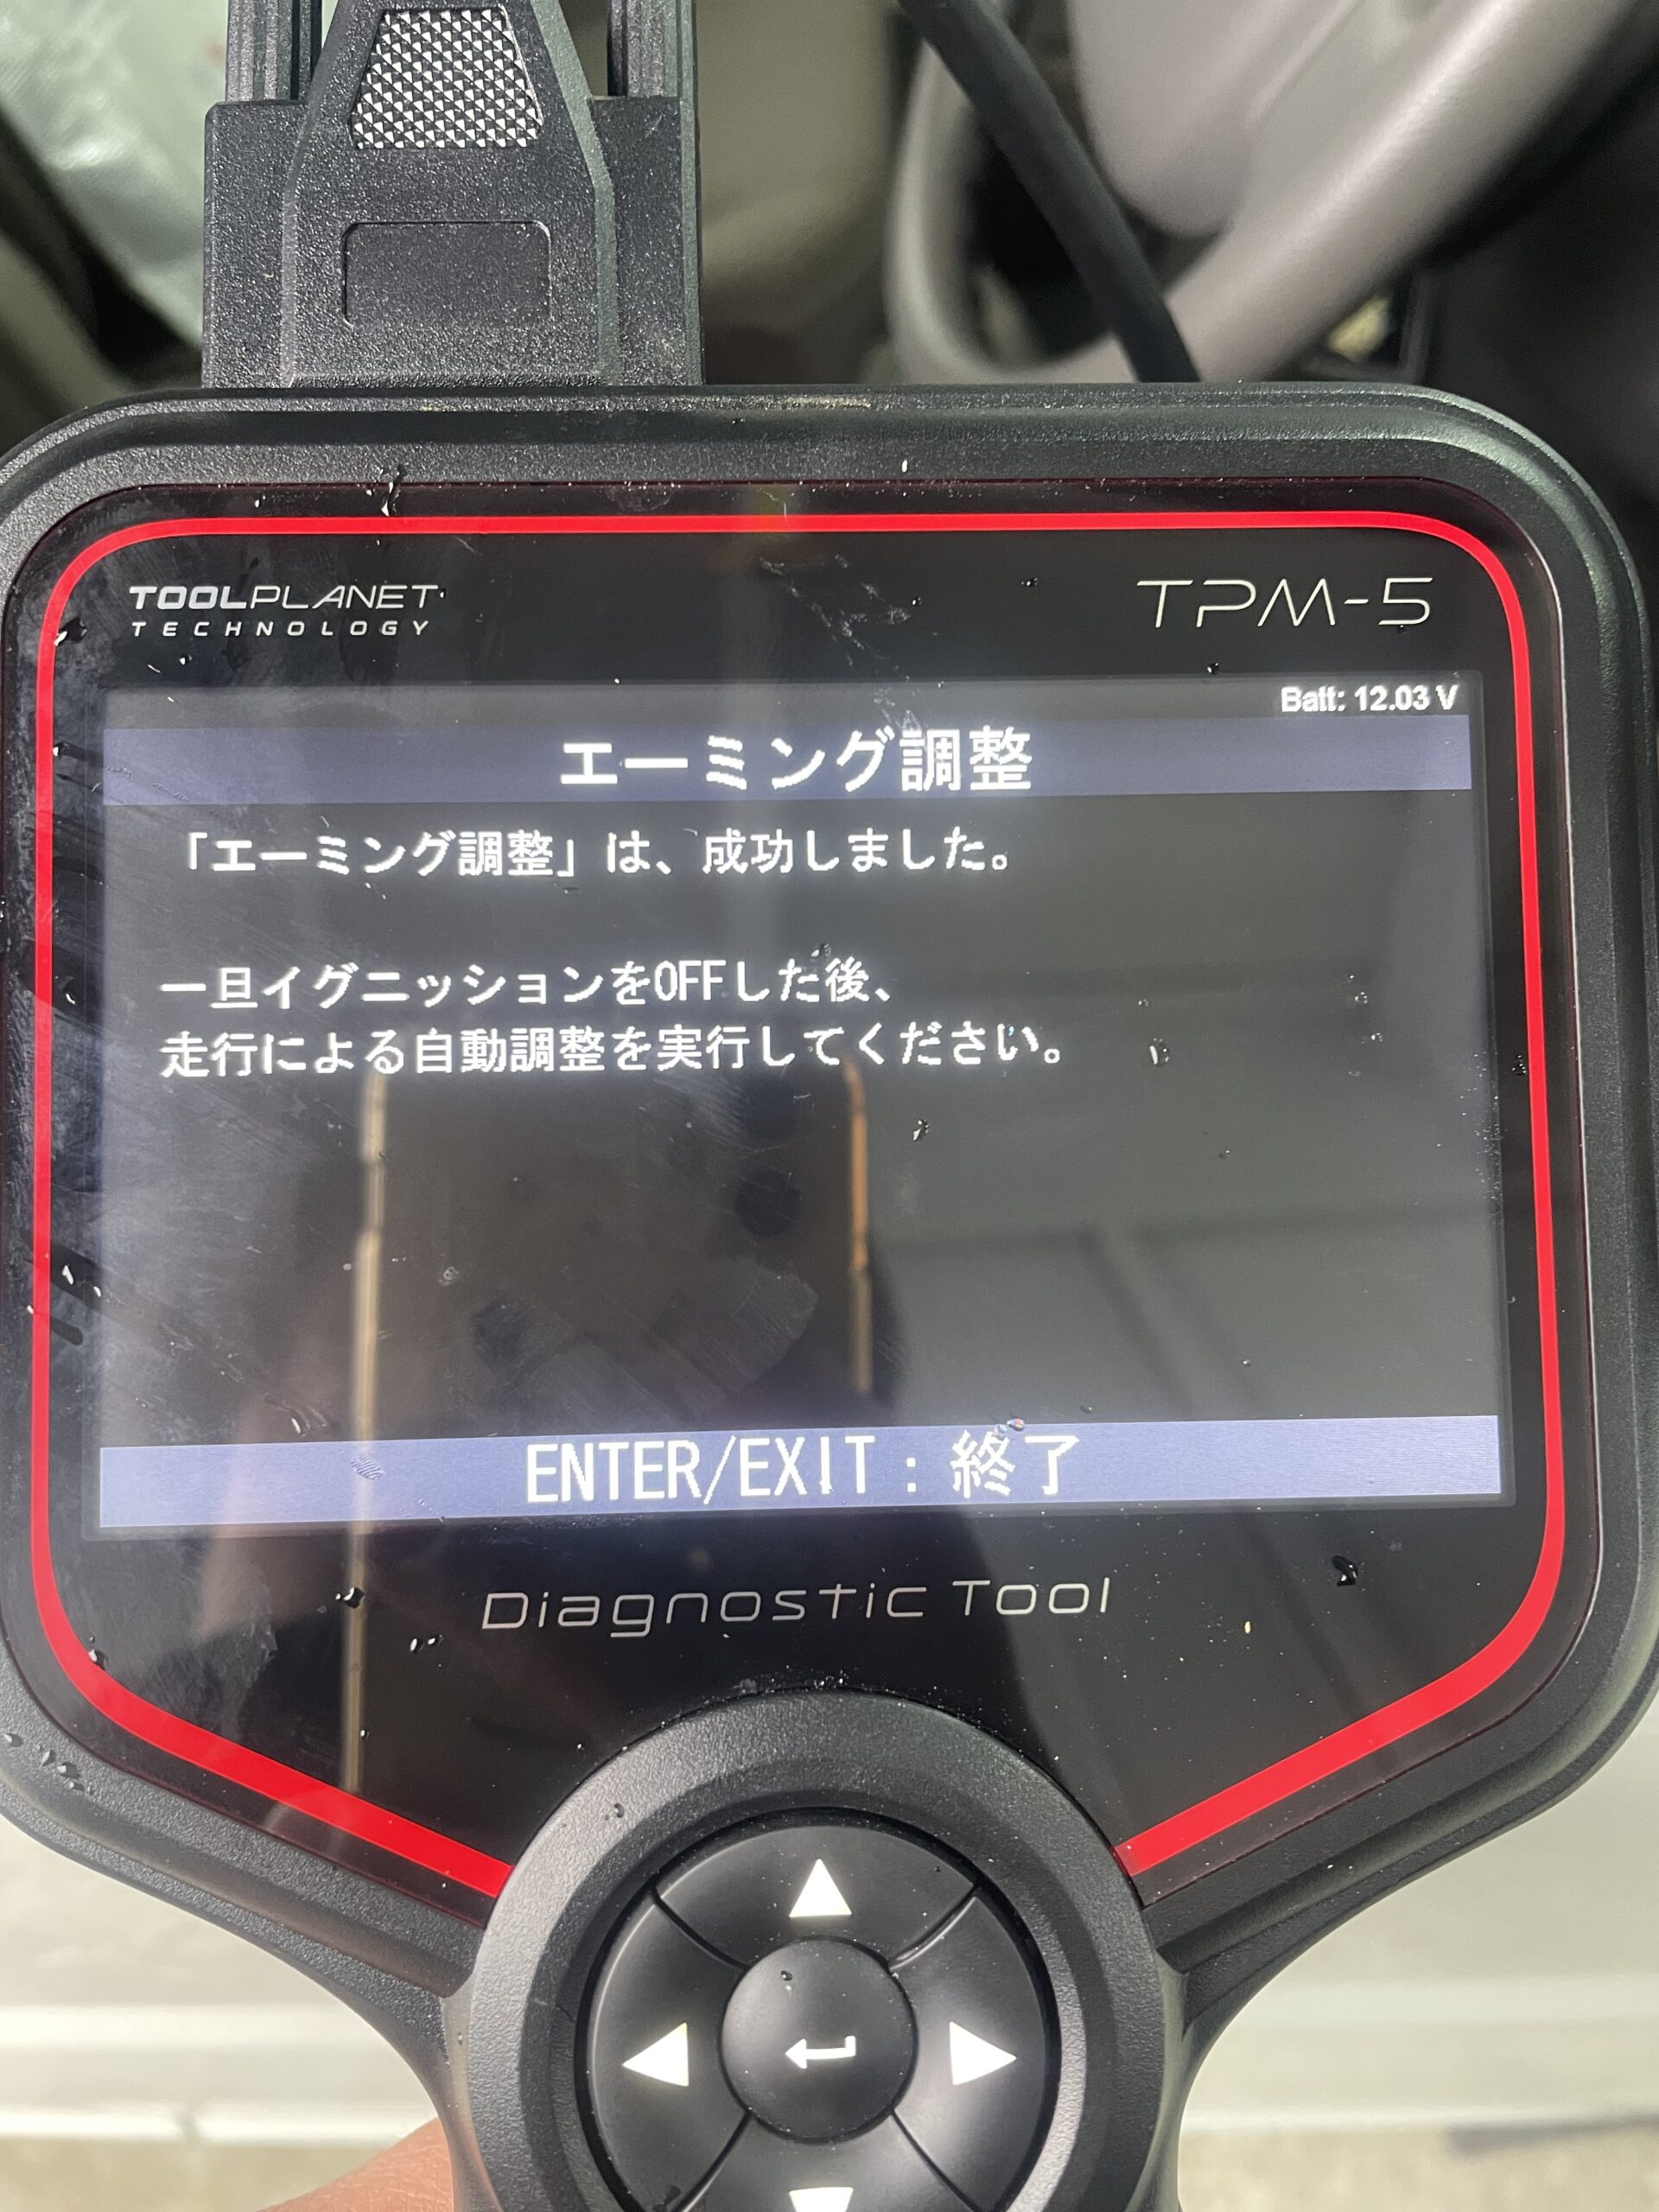 TOOLPLANET
TECHNOLOGY
TPM-5
Batt: 12.03 V
エーミング調整
「エーミング調整」は、成功しました。
一旦イグニッションをOFFした後、
走行による自動調整を実行してください。
ENTER/EXIT : 終了
Diagnostic Tool